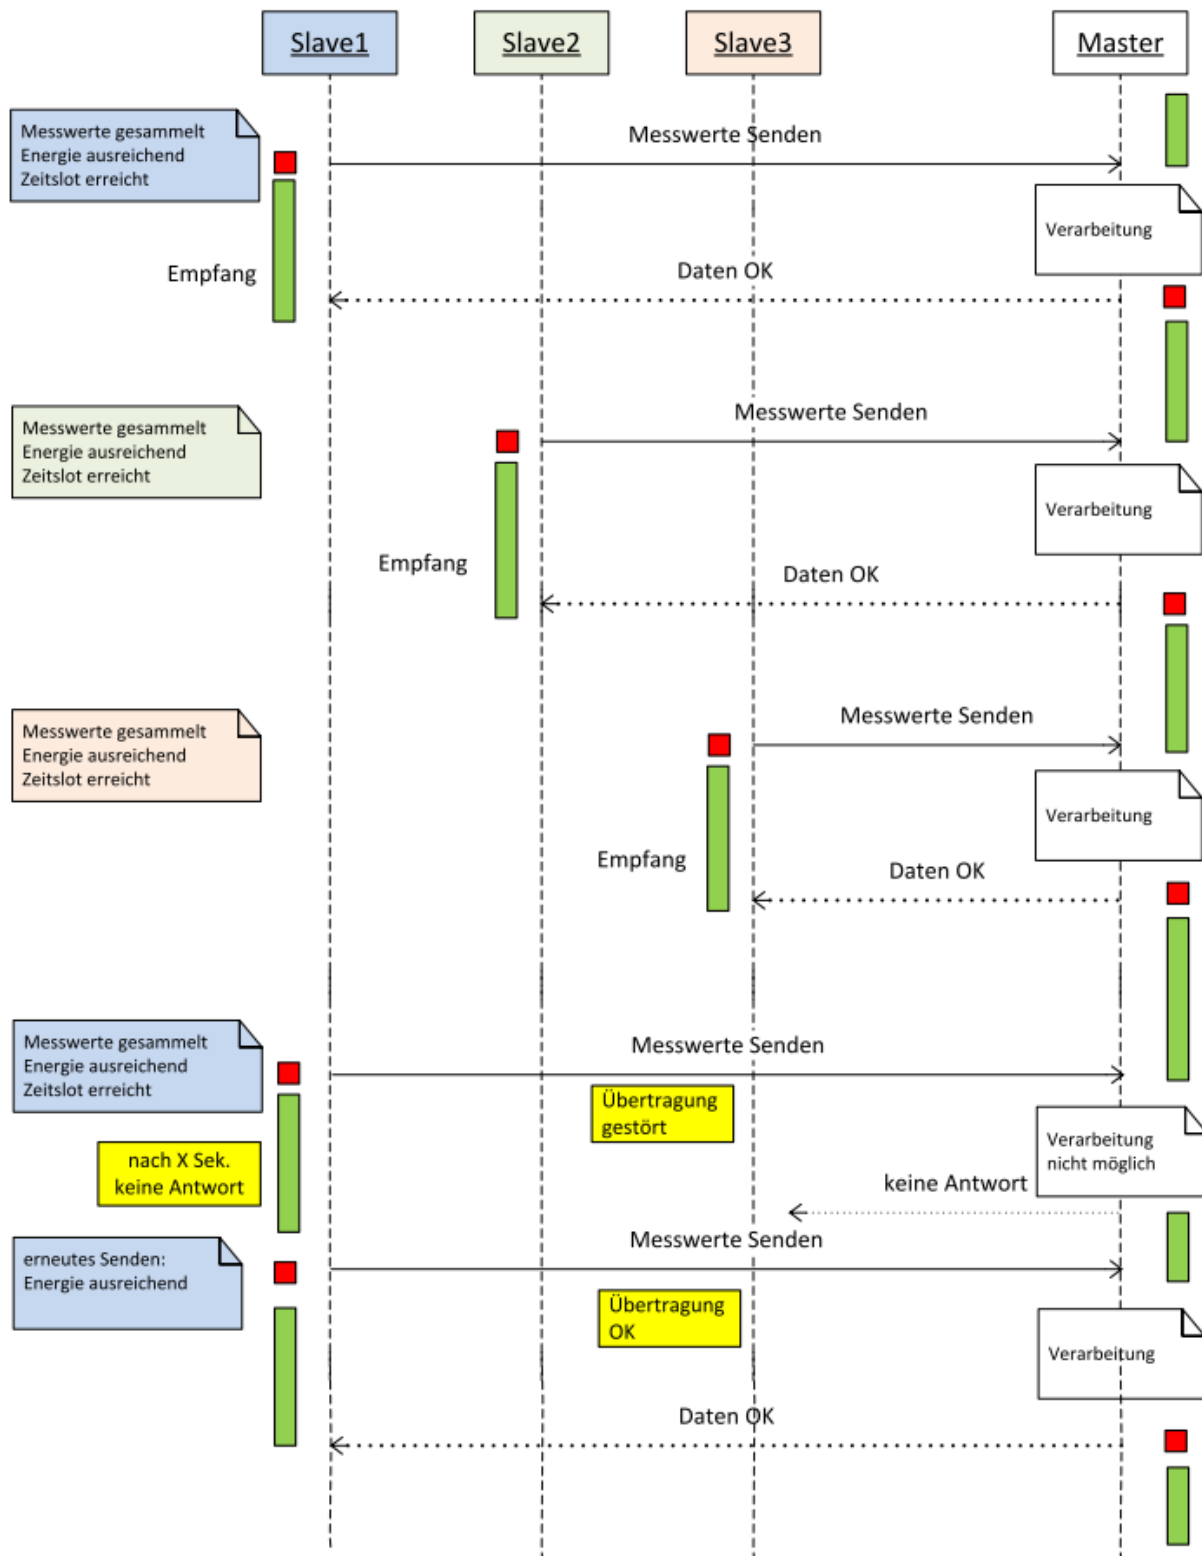 Slave1
Slave2
Slave3
Master
Messwerte gesammelt
Energie ausreichend
Zeitslot erreicht
Messwerte Senden
Verarbeitung
Empfang
Daten OK
Messwerte gesammelt
Energie ausreichend
Zeitslot erreicht
Messwerte Senden
Verarbeitung
Empfang
Daten OK
Messwerte gesammelt
Energie ausreichend
Zeitslot erreicht
Messwerte Senden
Verarbeitung
Empfang
Daten OK
Messwerte gesammelt
Energie ausreichend
Zeitslot erreicht
Messwerte Senden
Übertragung
gestört
Verarbeitung
nicht möglich
nach X Sek.
keine Antwort
keine Antwort
erneutes Senden:
Energie ausreichend
Messwerte Senden
Übertragung
OK
Verarbeitung
Daten OK